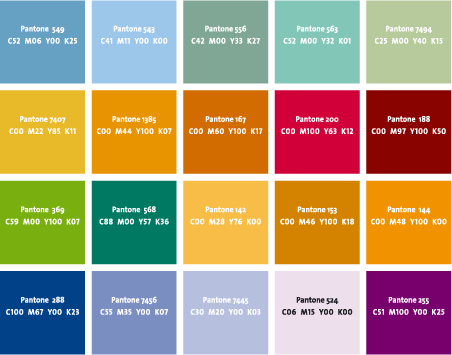 Pantone 549
C52 M06 Y00 K25
Pantone 543
C41 M11 Y00 K00
Pantone 556
C42 M00 Y33 K27
Pantone 563
C52 M00 Y32 K01
Pantone 7494
C25 M00 Y40 K15
Pantone 7407
C00 M22 Y85 K11
Pantone 1385
C00 M44 Y100 K07
Pantone 167
C00 M60 Y100 K17
Pantone 200
C00 M100 Y63 K12
Pantone 188
C00 M97 Y100 K50
Pantone 369
C59 M00 Y100 K07
Pantone 568
C88 M00 Y57 K36
Pantone 142
C00 M28 Y76 K00
Pantone 153
C00 M46 Y100 K18
Pantone 144
C00 M48 Y100 K00
Pantone 288
C100 M67 Y00 K23
Pantone 7456
C55 M35 Y00 K07
Pantone 7445
C30 M20 Y00 K03
Pantone 524
C06 M15 Y00 K00
Pantone 255
C51 M100 Y00 K25